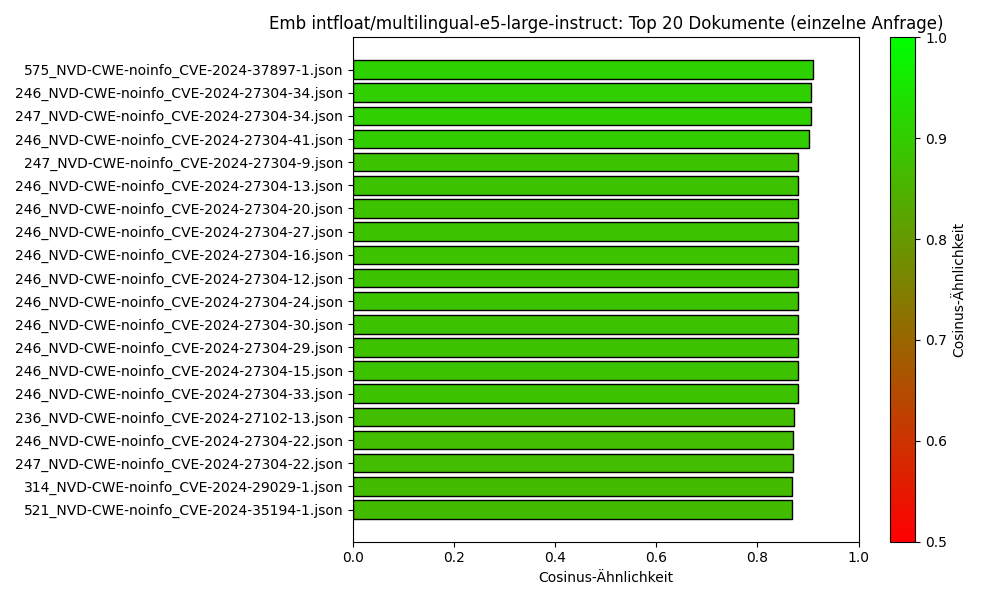 Emb intfloat/multilingual-e5-large-instruct: Top 20 Dokumente (einzelne Anfrage)
575_NVD-CWE-noinfo_CVE-2024-37897-1.json
246_NVD-CWE-noinfo_CVE-2024-27304-34.json
247_NVD-CWE-noinfo_CVE-2024-27304-34.json
246_NVD-CWE-noinfo_CVE-2024-27304-41.json
247_NVD-CWE-noinfo_CVE-2024-27304-9.json
246_NVD-CWE-noinfo_CVE-2024-27304-13.json
246_NVD-CWE-noinfo_CVE-2024-27304-20.json
246_NVD-CWE-noinfo_CVE-2024-27304-27.json
246_NVD-CWE-noinfo_CVE-2024-27304-16.json
246_NVD-CWE-noinfo_CVE-2024-27304-12.json
246_NVD-CWE-noinfo_CVE-2024-27304-24.json
246_NVD-CWE-noinfo_CVE-2024-27304-30.json
246_NVD-CWE-noinfo_CVE-2024-27304-29.json
246_NVD-CWE-noinfo_CVE-2024-27304-15.json
246_NVD-CWE-noinfo_CVE-2024-27304-33.json
236_NVD-CWE-noinfo_CVE-2024-27102-13.json
246_NVD-CWE-noinfo_CVE-2024-27304-22.json
247_NVD-CWE-noinfo_CVE-2024-27304-22.json
314_NVD-CWE-noinfo_CVE-2024-29029-1.json
521_NVD-CWE-noinfo_CVE-2024-35194-1.json
0.0 0.2 0.4 0.6 0.8 1.0
Cosinus-Ähnlichkeit
1.0
0.9
0.8
0.7
0.6
0.5
Cosinus-Ähnlichkeit